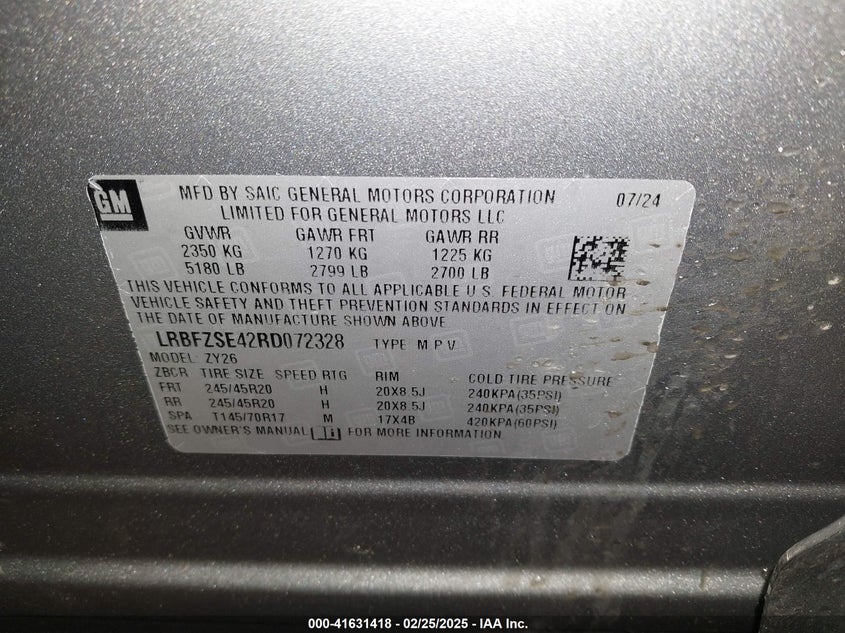 GM
MFD BY SAIC GENERAL MOTORS CORPORATION 07/24
LIMITED FOR GENERAL MOTORS LLC
GVWR GAWR FRT GAWR RR
2350 KG 1270 KG 1225 KG
5180 LB 2799 LB 2700 LB
THIS VEHICLE CONFORMS TO ALL APPLICABLE U.S. FEDERAL MOTOR
VEHICLE SAFETY AND THEFT PREVENTION STANDARDS IN EFFECT ON
THE DATE OF MANUFACTURE SHOWN ABOVE
LRBFZSE42RD072328 TYPE M.P.V.
MODEL: ZY26
ZBCR TIRE SIZE SPEED RTG RIM COLD TIRE PRESSURE
FRT 245/45R20 H 20X8.5J 240KPA(35PSI)
RR 245/45R20 H 20X8.5J 240KPA(35PSI)
SPA T145/70R17 M 17X4B 420KPA(60PSI)
SEE OWNER'S MANUAL FOR MORE INFORMATION
000-41631418 - 02/25/2025 - IAA Inc.